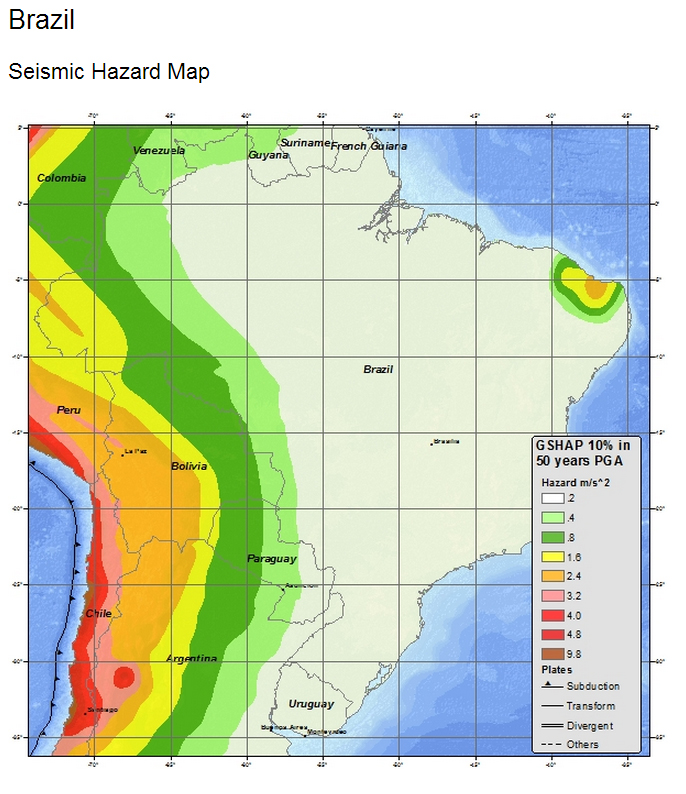 Brazil
Seismic Hazard Map
Venezuela
Suriname
French Guiana
Guyana
Colombia
Brazil
Peru
Brasilia
La Paz
Bolivia
GSHAP 10% in
50 years PGA
Hazard m/s^2
.2
.4
.8
1.6
2.4
3.2
4.0
4.8
9.8
Plates
Subduction
Transform
Divergent
Others
Paraguay
Asuncion
Chile
Argentina
Uruguay
Santiago
Buenos Aires
Montevideo